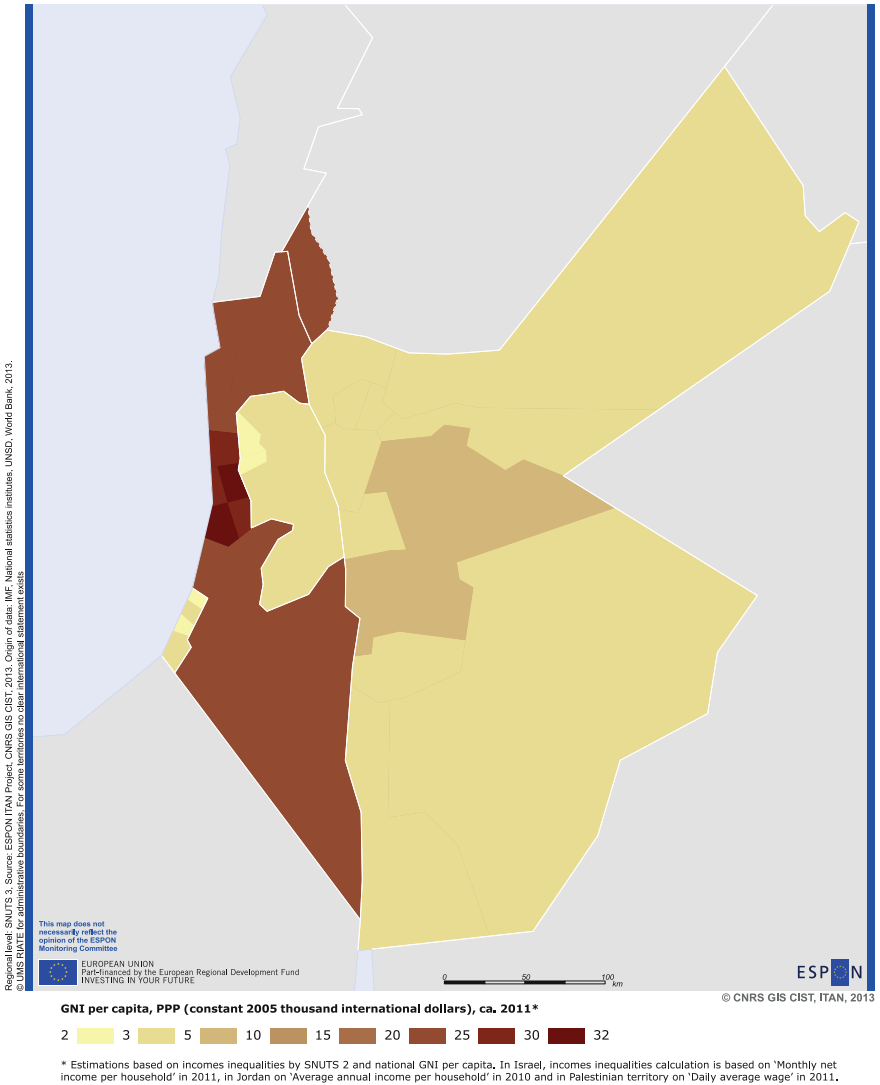 Regional level: SNUTS 3, Source: ESPON ITAN Project, CNRS GIS CIST, 2013. Origin of data: IMF, National statistics institutes, UNSD, World Bank, 2013.
© UMS RIATE for administrative boundaries, For some territories no clear international statement exists
This map does not
necessarily reflect the
opinion of the ESPON
Monitoring Committee
EUROPEAN UNION
Part-financed by the European Regional Development Fund
INVESTING IN YOUR FUTURE
0 50 100
km
ESPON
© CNRS GIS CIST, ITAN, 2013
GNI per capita, PPP (constant 2005 thousand international dollars), ca. 2011*
2 3 5 10 15 20 25 30 32
* Estimations based on incomes inequalities by SNUTS 2 and national GNI per capita. In Israel, incomes inequalities calculation is based on ‘Monthly net
income per household’ in 2011, in Jordan on ‘Average annual income per household’ in 2010 and in Palestinian territory on ‘Daily average wage’ in 2011.